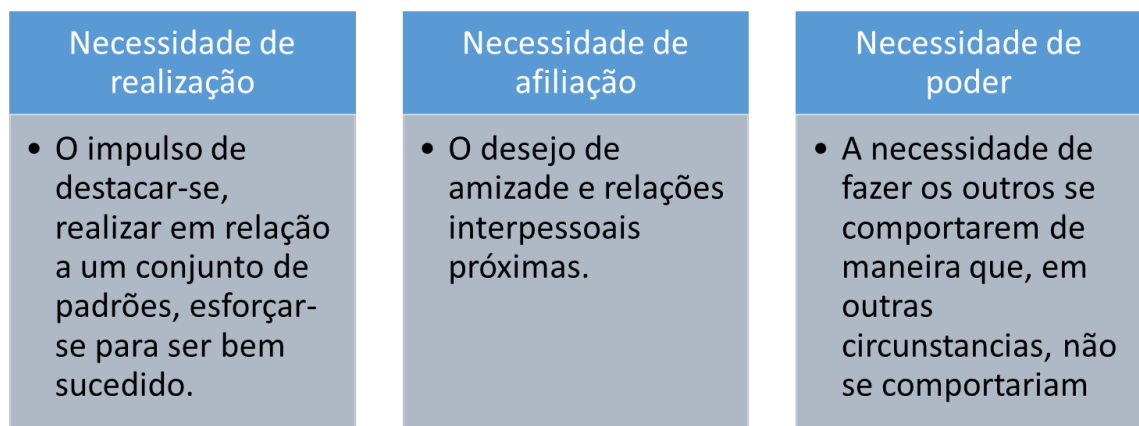 Necessidade de
realização
• O impulso de
destacar-se,
realizar em relação
a um conjunto de
padrões, esforçar-
se para ser bem
sucedido.
Necessidade de
afiliação
• O desejo de
amizade e relações
interpessoais
próximas.
Necessidade de
poder
• A necessidade de
fazer os outros se
comportarem de
maneira que, em
outras
circunstancias, não
se comportariam